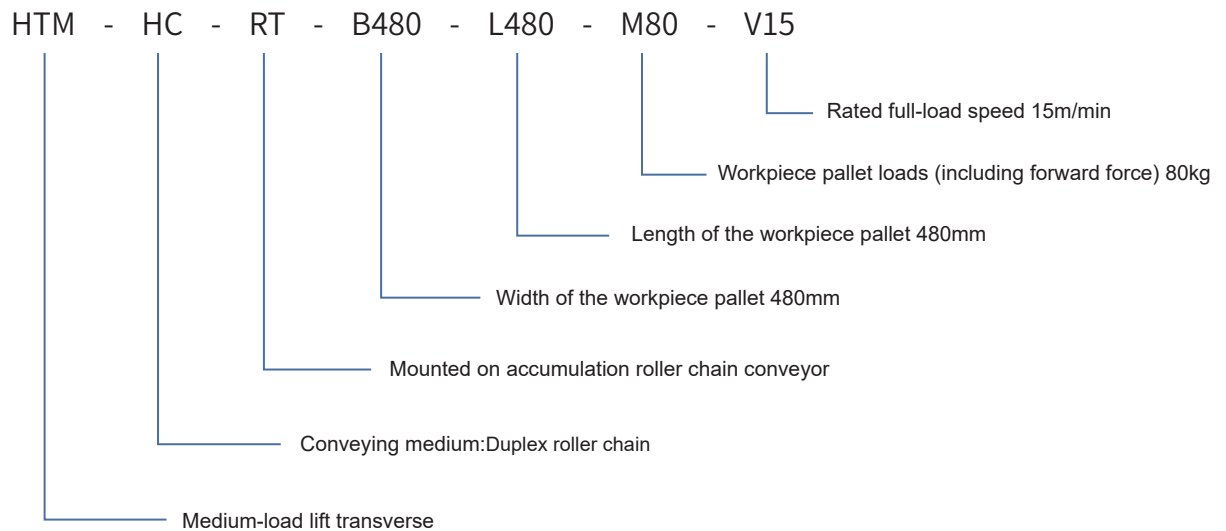 HTM - HC - RT - B480 - L480 - M80 - V15
Rated full-load speed 15m/min
Workpiece pallet loads (including forward force) 80kg
Length of the workpiece pallet 480mm
Width of the workpiece pallet 480mm
Mounted on accumulation roller chain conveyor
Conveying medium:Duplex roller chain
Medium-load lift transverse